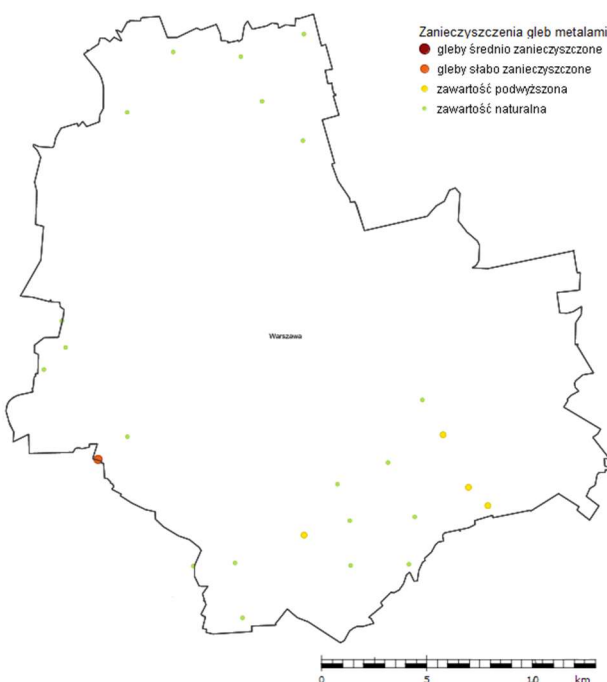 Zanieczyszczenia gleb metalami
gleby średnio zanieczyszczone
gleby słabo zanieczyszczone
zawartość podwyższona
zawartość naturalna
Warszawa
0 5 10 km